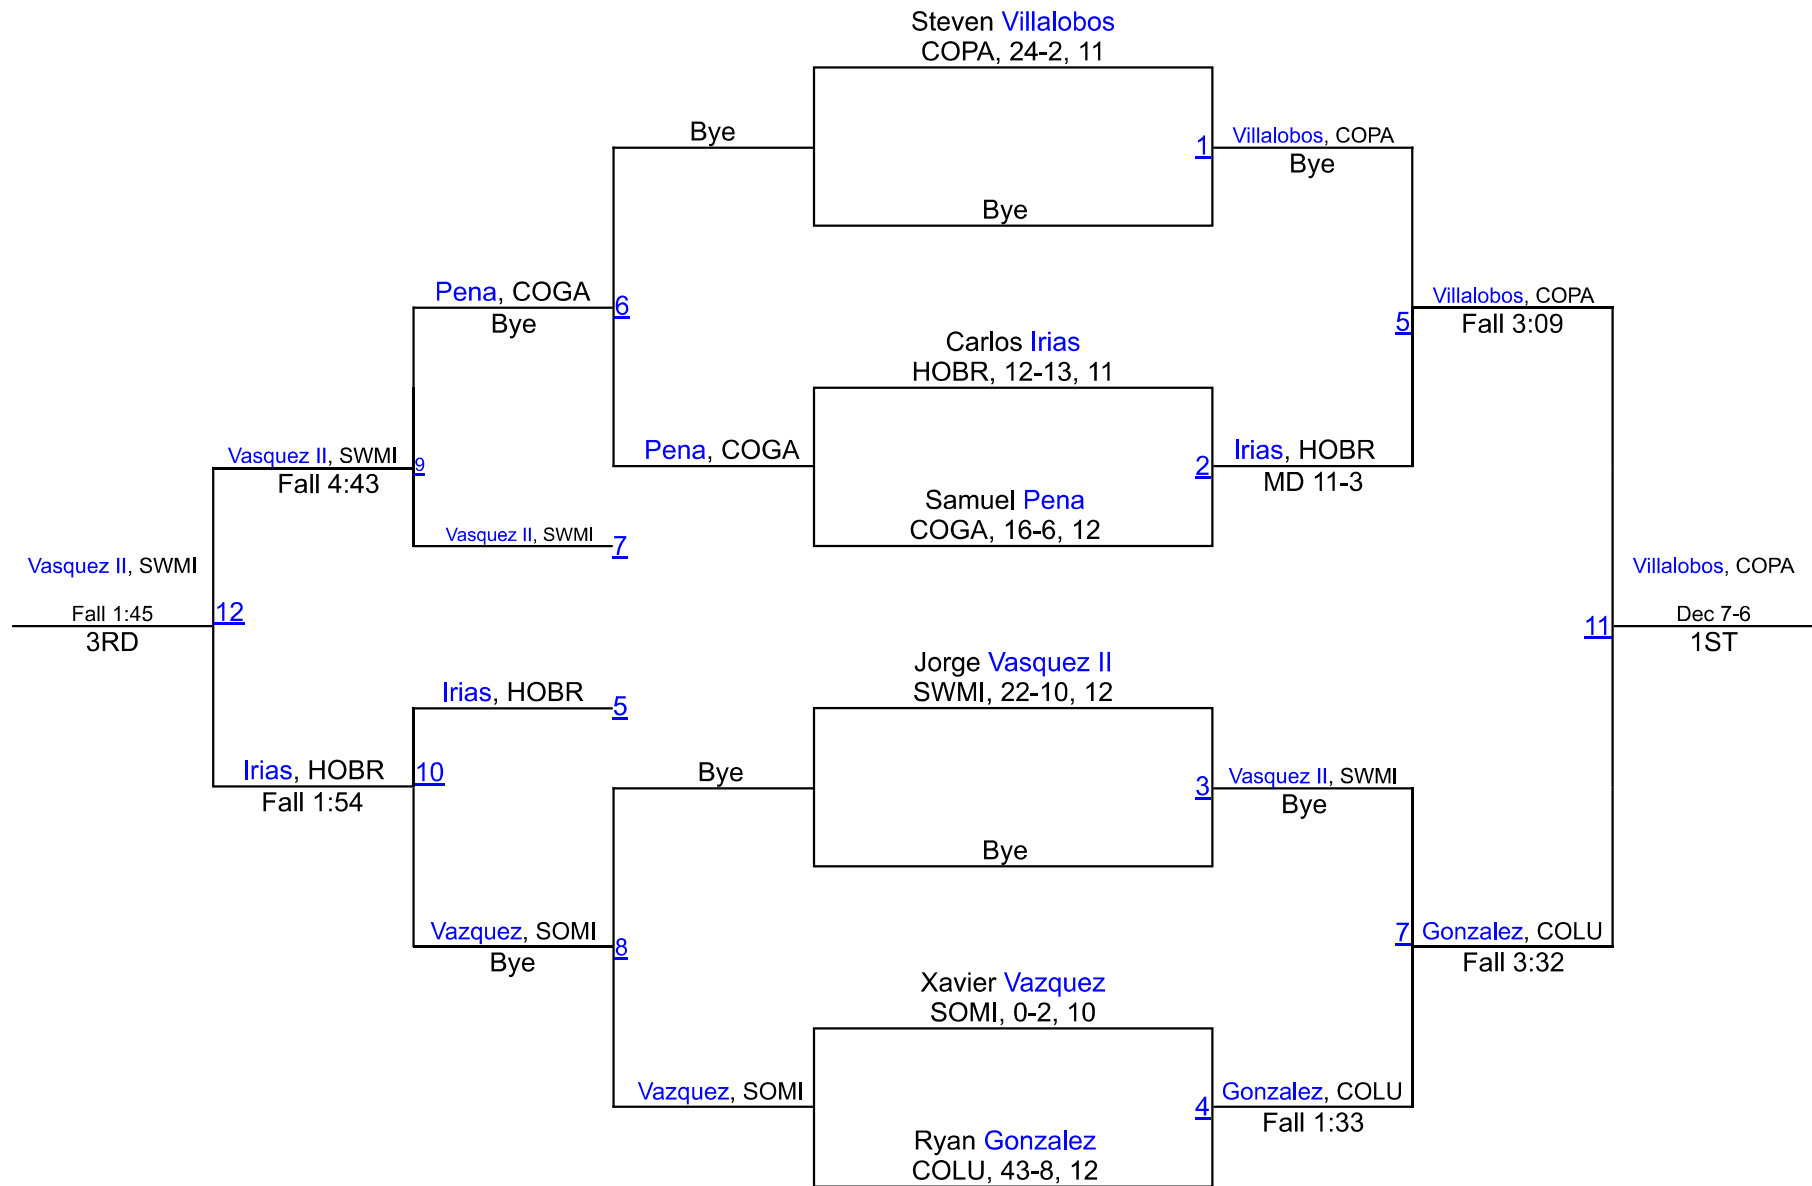 Steven Villalobos
COPA, 24-2, 11
Bye
1
Villalobos, COPA
Bye
Bye
Pena, COGA
Bye
6
Villalobos, COPA
Fall 3:09
5
Carlos Irias
HOBR, 12-13, 11
Pena, COGA
2
Irias, HOBR
MD 11-3
Vasquez II, SWMI
Fall 4:43
9
Samuel Pena
COGA, 16-6, 12
Vasquez II, SWMI
7
Vasquez II, SWMI
Fall 1:45
3RD
12
Villalobos, COPA
Dec 7-6
1ST
11
Jorge Vasquez II
SWMI, 22-10, 12
Irias, HOBR
5
Irias, HOBR
Fall 1:54
10
Bye
3
Vasquez II, SWMI
Bye
Bye
Vazquez, SOMI
Bye
8
7
Gonzalez, COLU
Fall 3:32
Xavier Vazquez
SOMI, 0-2, 10
Vazquez, SOMI
4
Gonzalez, COLU
Fall 1:33
Ryan Gonzalez
COLU, 43-8, 12